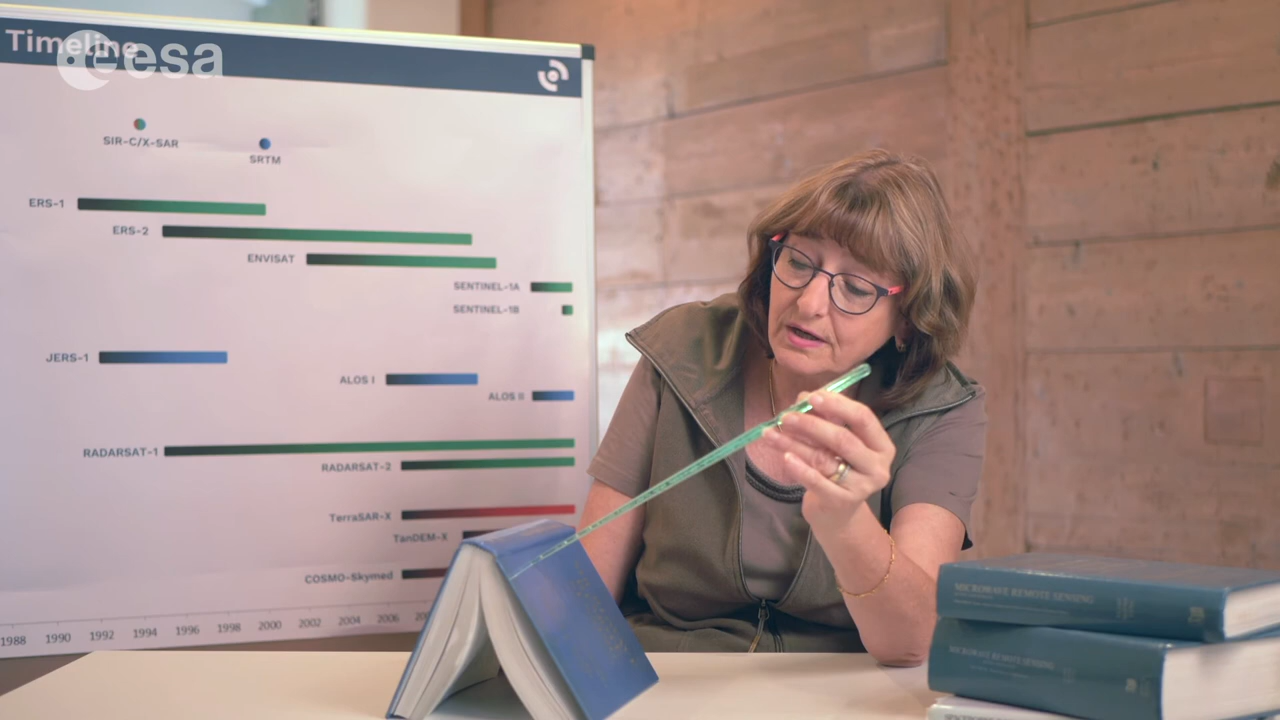 Timeline
esa
SIR-C/X-SAR
SRTM
ERS-1
ERS-2
ENVISAT
SENTINEL-1A
SENTINEL-1B
JERS-1
ALOS I
ALOS II
RADARSAT-1
RADARSAT-2
TerraSAR-X
TanDEM-X
COSMO-Skymed
1988 1990 1992 1994 1996 1998 2000 2002 2004 2006
MICROWAVE REMOTE SENSING
MICROWAVE REMOTE SENSING